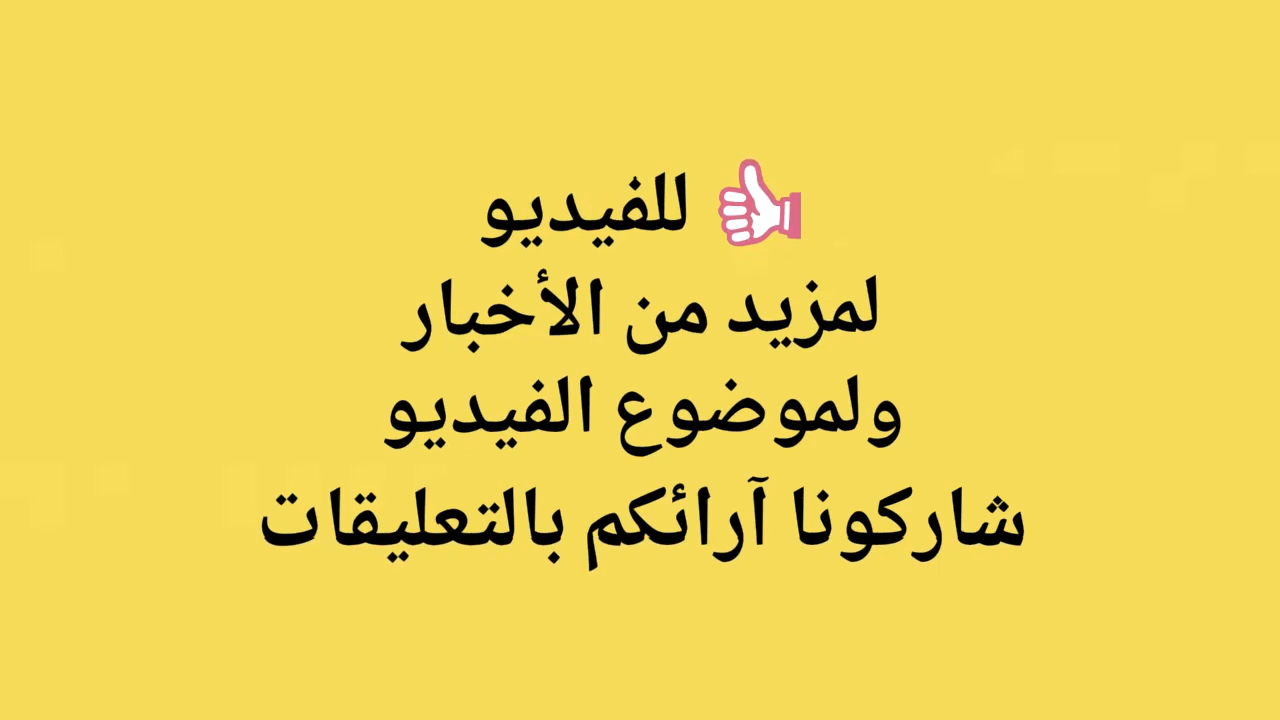 👍 للفيديو
لمزيد من الأخبار
ولموضوع الفيديو
شاركونا آرائكم بالتعليقات